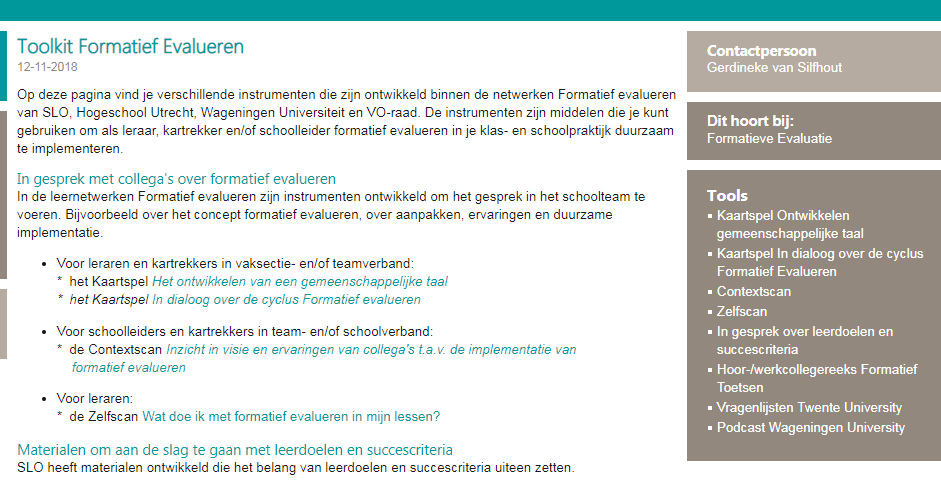 Toolkit Formatief Evalueren
12-11-2018
Op deze pagina vind je verschillende instrumenten die zijn ontwikkeld binnen de netwerken Formatief evalueren
van SLO, Hogeschool Utrecht, Wageningen Universiteit en VO-raad. De instrumenten zijn middelen die je kunt
gebruiken om als leraar, kartrekker en/of schoolleider formatief evalueren in je klas- en schoolpraktijk duurzaam
te implementeren.
In gesprek met collega's over formatief evalueren
In de leernetwerken Formatief evalueren zijn instrumenten ontwikkeld om het gesprek in het schoolteam te
voeren. Bijvoorbeeld over het concept formatief evalueren, over aanpakken, ervaringen en duurzame
implementatie.
• Voor leraren en kartrekkers in vaksectie- en/of teamverband:
* het Kaartspel Het ontwikkelen van een gemeenschappelijke taal
* het Kaartspel In dialoog over de cyclus Formatief evalueren
• Voor schoolleiders en kartrekkers in team- en/of schoolverband:
* de Contextscan Inzicht in visie en ervaringen van collega's t.a.v. de implementatie van
formatief evalueren
• Voor leraren:
* de Zelfscan Wat doe ik met formatief evalueren in mijn lessen?
Materialen om aan de slag te gaan met leerdoelen en succescriteria
SLO heeft materialen ontwikkeld die het belang van leerdoelen en succescriteria uiteen zetten.
Contactpersoon
Gerdineke van Silfhout
Dit hoort bij:
Formatieve Evaluatie
Tools
▪ Kaartspel Ontwikkelen
gemeenschappelijke taal
▪ Kaartspel In dialoog over de cyclus
Formatief Evalueren
▪ Contextscan
▪ Zelfscan
▪ In gesprek over leerdoelen en
succescriteria
▪ Hoor-/werkcollegereeks Formatief
Toetsen
▪ Vragenlijsten Twente University
▪ Podcast Wageningen University